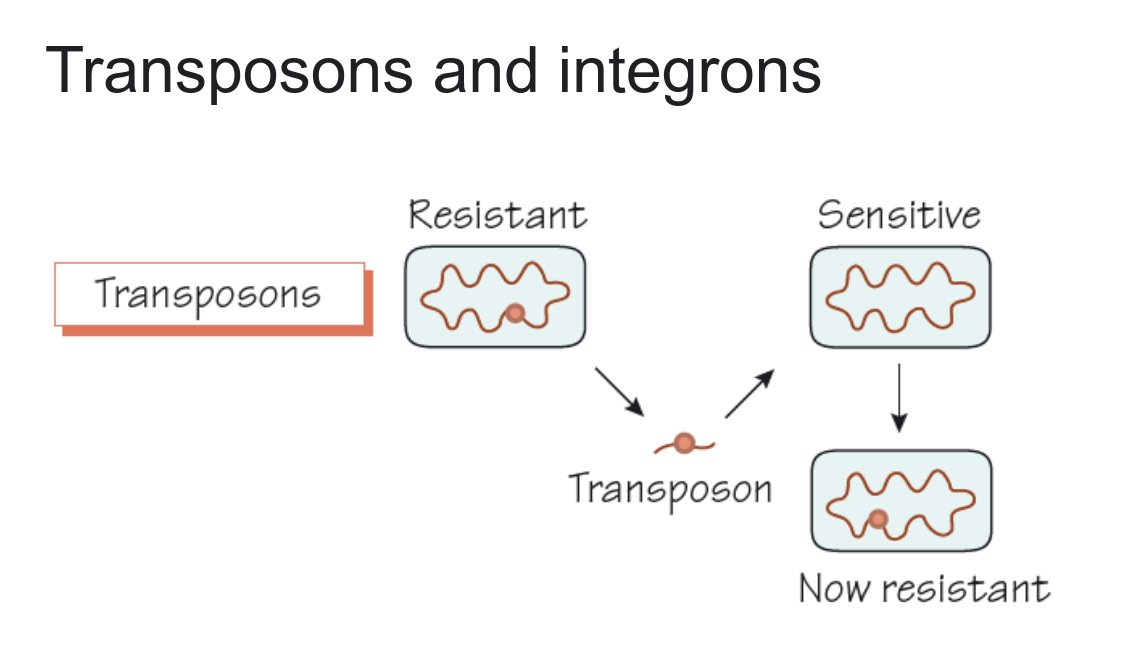 Transposons and integrons
Resistant
Sensitive
Transposons
Transposon
Now resistant